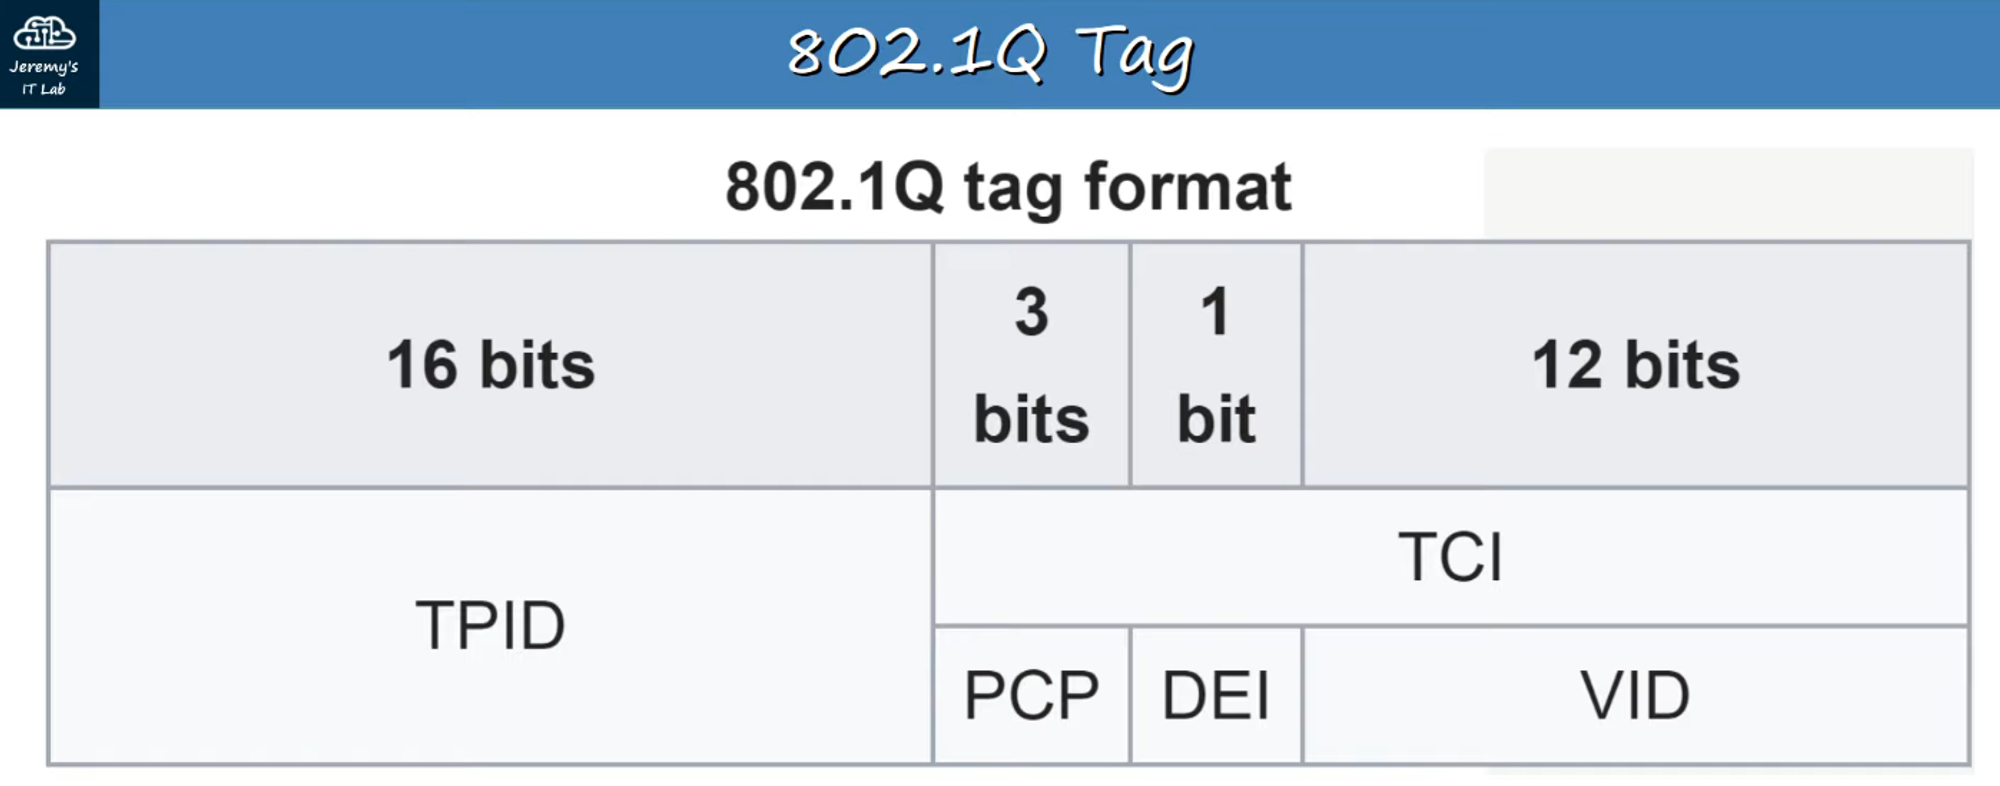 Jeremy's
IT Lab
802.1Q Tag
802.1Q tag format
16 bits
3
bits
1
bit
12 bits
TPID
TCI
PCP
DEI
VID